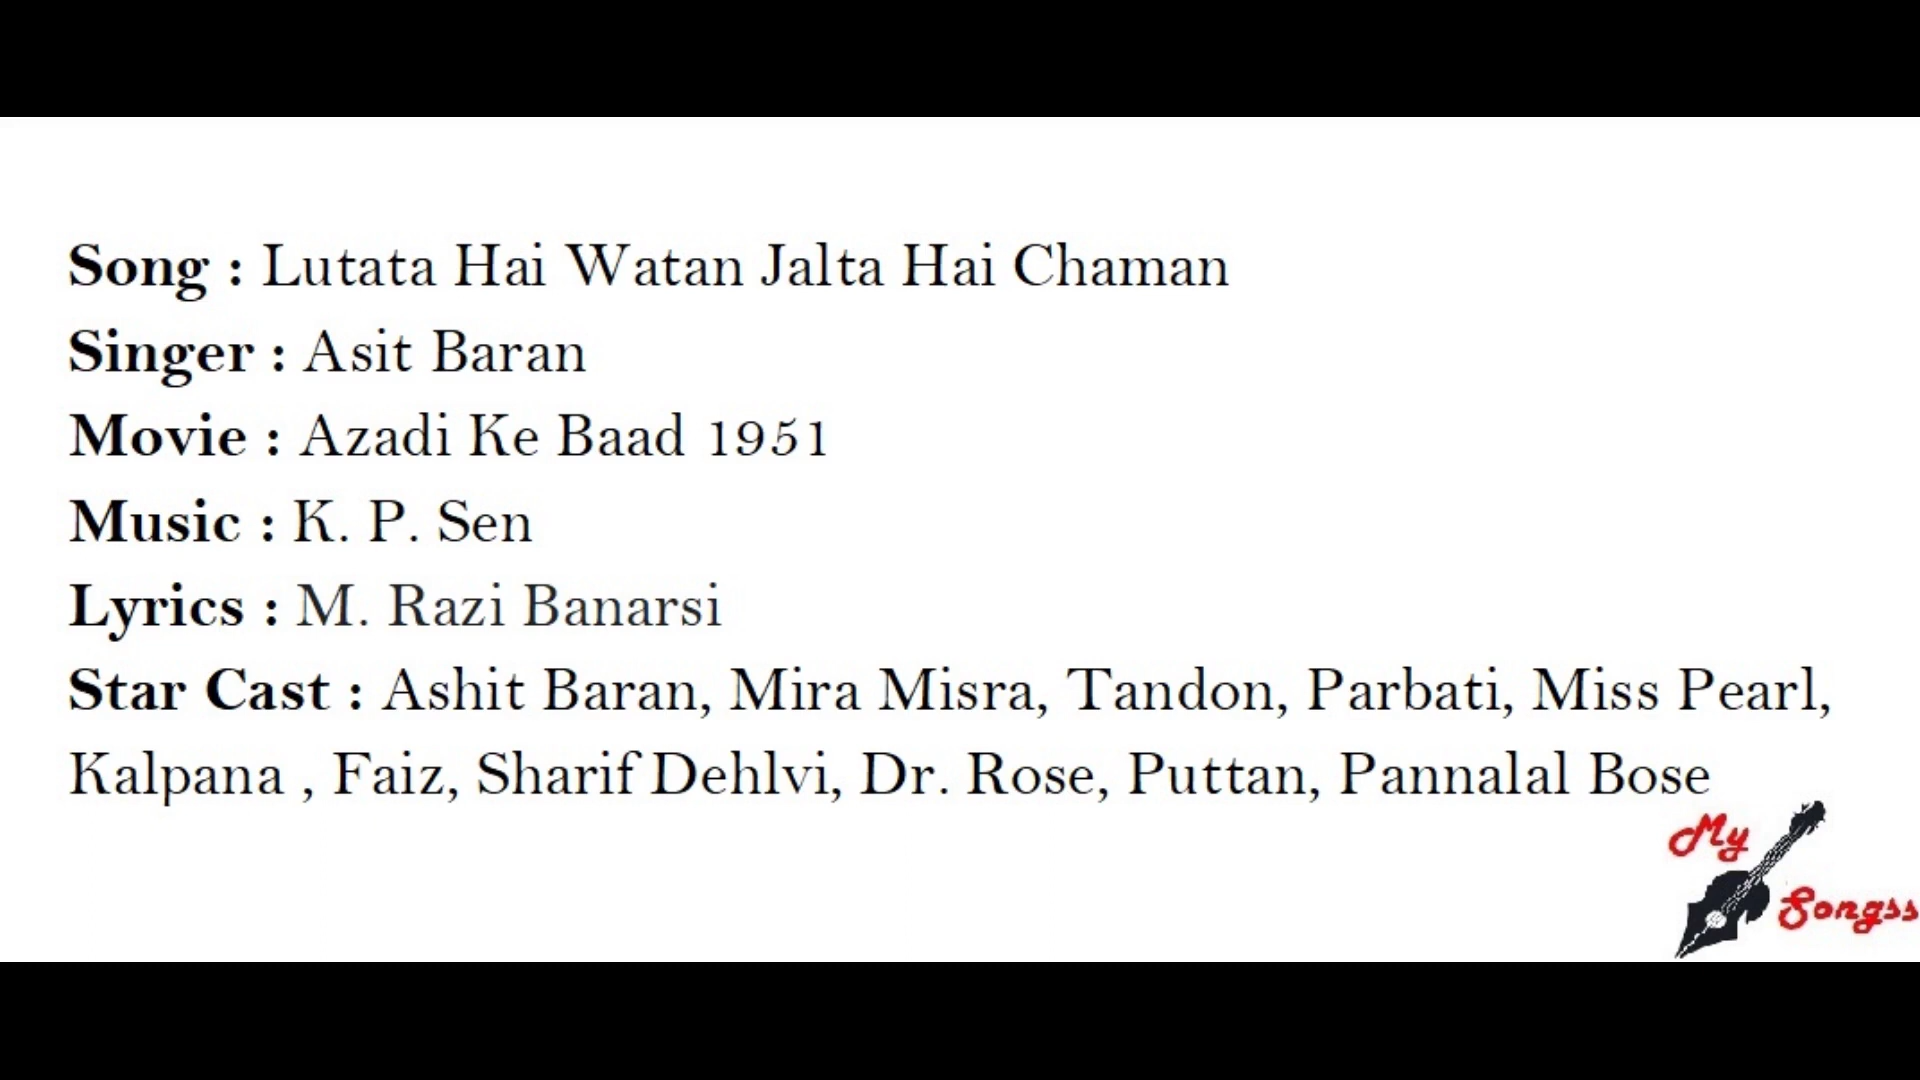 Song : Lutata Hai Watan Jalta Hai Chaman
Singer : Asit Baran
Movie : Azadi Ke Baad 1951
Music : K. P. Sen
Lyrics : M. Razi Banarsi
Star Cast : Ashit Baran, Mira Misra, Tandon, Parbati, Miss Pearl,
Kalpana , Faiz, Sharif Dehlvi, Dr. Rose, Puttan, Pannalal Bose
My
Songss